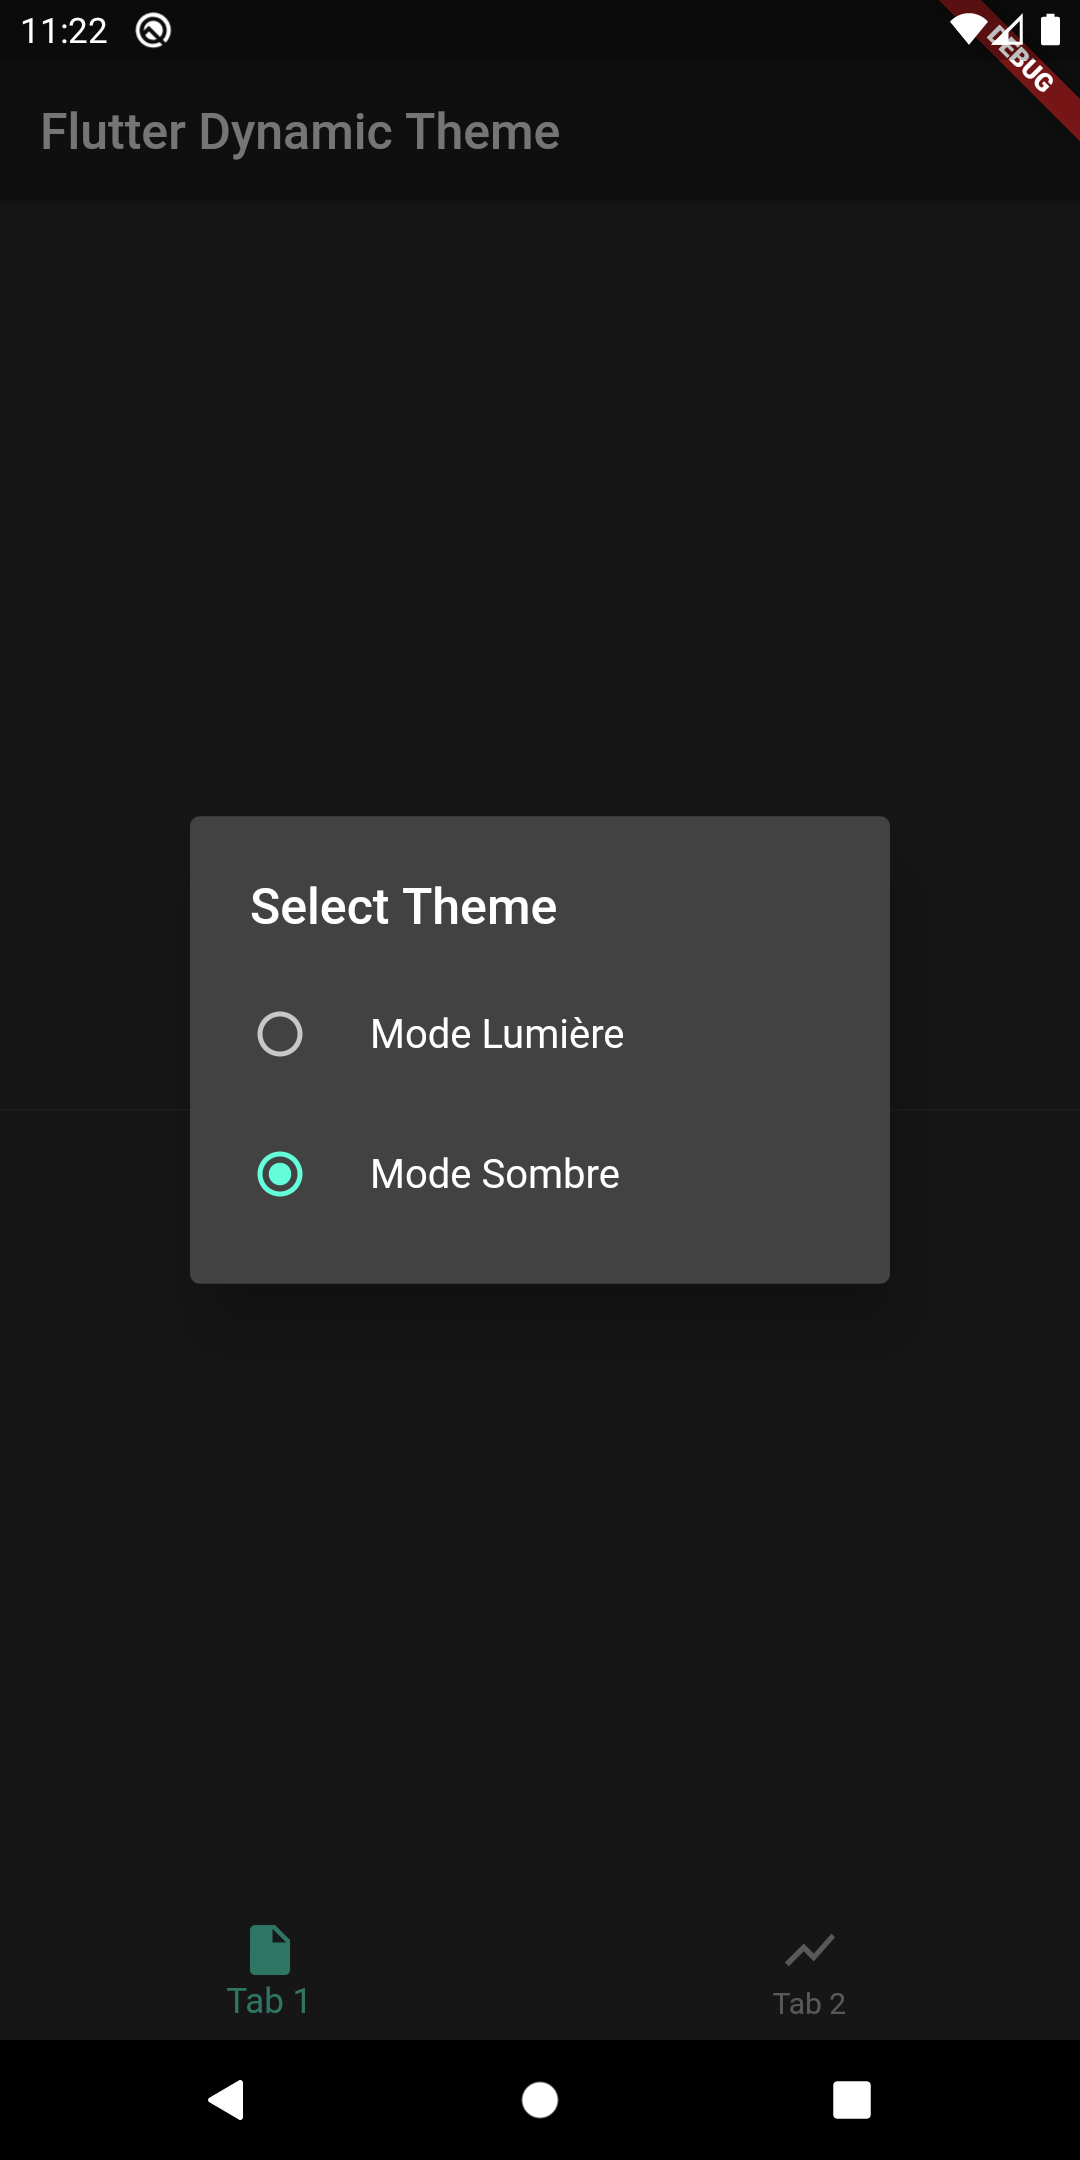 11:22
DEBUG
Flutter Dynamic Theme
Select Theme
Mode Lumière
Mode Sombre
Tab 1
Tab 2